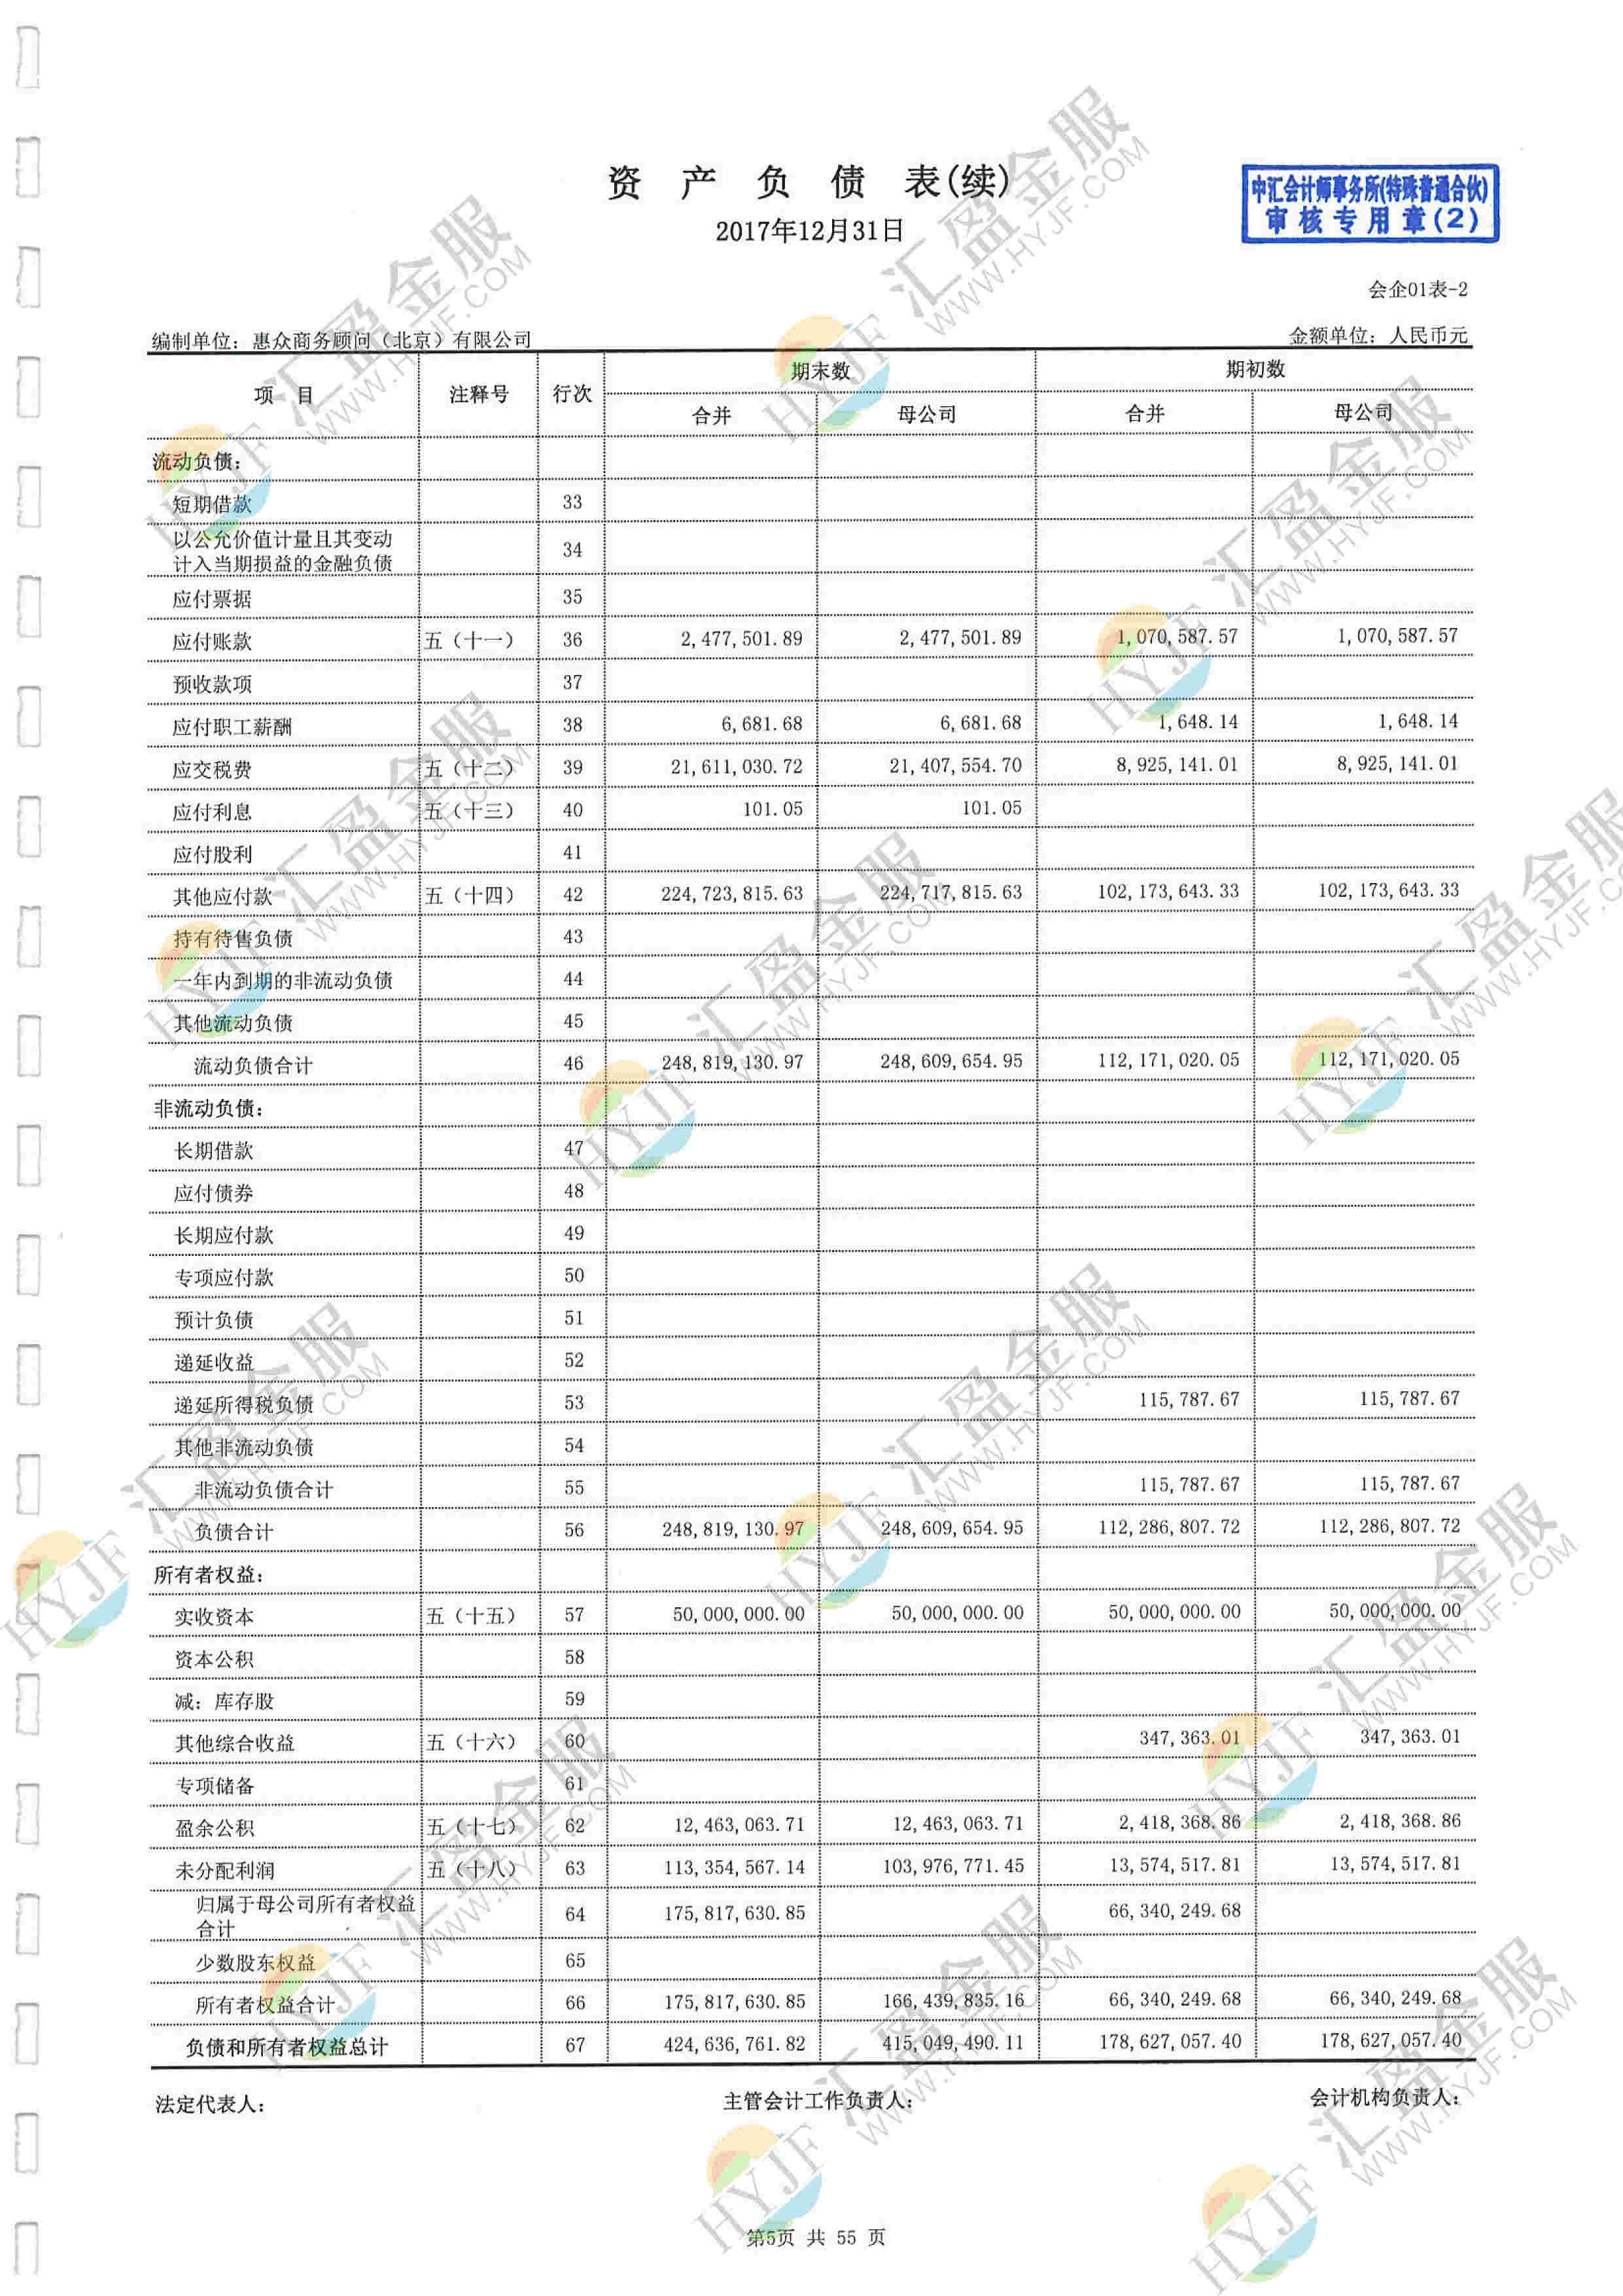 资 产 负 债 表(续)
2017年12月31日
中汇会计师事务所(特殊普通合伙)
审核专用章(2)
会企01表-2
编制单位：惠众商务顾问（北京）有限公司 金额单位：人民币元
项 目 注释号 行次 期末数 期初数
合并 母公司 合并 母公司
流动负债：
短期借款 33
以公允价值计量且其变动
计入当期损益的金融负债 34
应付票据 35
应付账款 五（十一） 36 2,477,501.89 2,477,501.89 1,070,587.57 1,070,587.57
预收款项 37
应付职工薪酬 38 6,681.68 6,681.68 1,648.14 1,648.14
应交税费 五（十二） 39 21,611,030.72 21,407,554.70 8,925,141.01 8,925,141.01
应付利息 五（十三） 40 101.05 101.05
应付股利 41
其他应付款 五（十四） 42 224,723,815.63 224,717,815.63 102,173,643.33 102,173,643.33
持有待售负债 43
一年内到期的非流动负债 44
其他流动负债 45
流动负债合计 46 248,819,130.97 248,609,654.95 112,171,020.05 112,171,020.05
非流动负债：
长期借款 47
应付债券 48
长期应付款 49
专项应付款 50
预计负债 51
递延收益 52
递延所得税负债 53 115,787.67 115,787.67
其他非流动负债 54
非流动负债合计 55 115,787.67 115,787.67
负债合计 56 248,819,130.97 248,609,654.95 112,286,807.72 112,286,807.72
所有者权益：
实收资本 五（十五） 57 50,000,000.00 50,000,000.00 50,000,000.00 50,000,000.00
资本公积 58
减：库存股 59
其他综合收益 五（十六） 60 347,363.01 347,363.01
专项储备 61
盈余公积 五（十七） 62 12,463,063.71 12,463,063.71 2,418,368.86 2,418,368.86
未分配利润 五（十八） 63 113,354,567.14 103,976,771.45 13,574,517.81 13,574,517.81
归属于母公司所有者权益
合计 64 175,817,630.85 66,340,249.68
少数股东权益 65
所有者权益合计 66 175,817,630.85 166,439,835.16 66,340,249.68 66,340,249.68
负债和所有者权益总计 67 424,636,761.82 415,049,490.11 178,627,057.40 178,627,057.40
法定代表人： 主管会计工作负责人： 会计机构负责人：
第5页 共 55 页
HYJF 汇盈金服
WWW.HYJF.COM